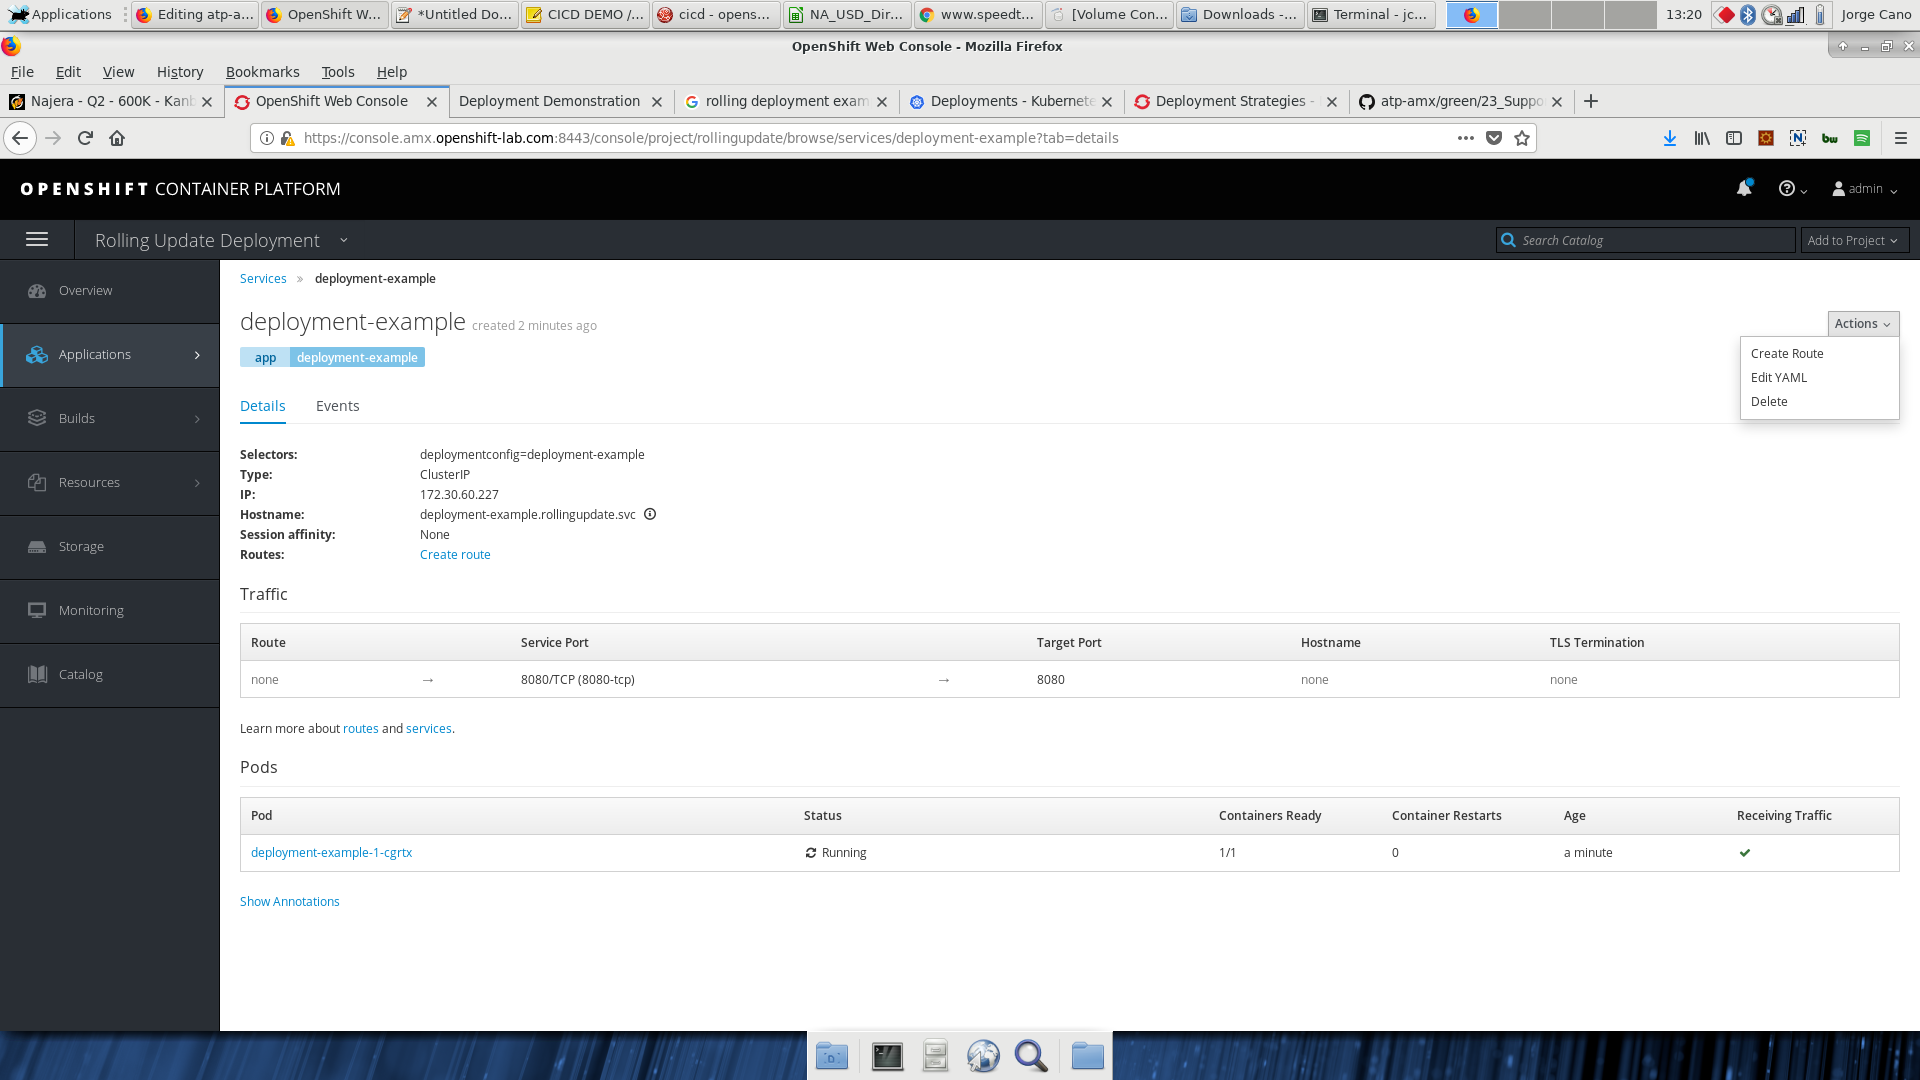 Applications
Editing atp-a...
OpenShift W...
*Untitled Do...
CICD DEMO /...
cicd - opens...
NA_USD_Dir...
www.speedt...
[Volume Con...
Downloads -...
Terminal - jc...
13:20
Jorge Cano
OpenShift Web Console - Mozilla Firefox
File Edit View History Bookmarks Tools Help
Najera - Q2 - 600K - Kanb
OpenShift Web Console
Deployment Demonstration
rolling deployment exam
Deployments - Kubernete
Deployment Strategies -
atp-amx/green/23_Suppo
https://console.amx.openshift-lab.com:8443/console/project/rollingupdate/browse/services/deployment-example?tab=details
OPENSHIFT CONTAINER PLATFORM
admin
Rolling Update Deployment
Search Catalog
Add to Project
Overview
Applications
Builds
Resources
Storage
Monitoring
Catalog
Services » deployment-example
deployment-example created 2 minutes ago
Actions
Create Route
Edit YAML
Delete
app deployment-example
Details Events
Selectors: deploymentconfig=deployment-example
Type: ClusterIP
IP: 172.30.60.227
Hostname: deployment-example.rollingupdate.svc
Session affinity: None
Routes: Create route
Traffic
Route Service Port Target Port Hostname TLS Termination
none → 8080/TCP (8080-tcp) → 8080 none none
Learn more about routes and services.
Pods
Pod Status Containers Ready Container Restarts Age Receiving Traffic
deployment-example-1-cgrtx Running 1/1 0 a minute
Show Annotations